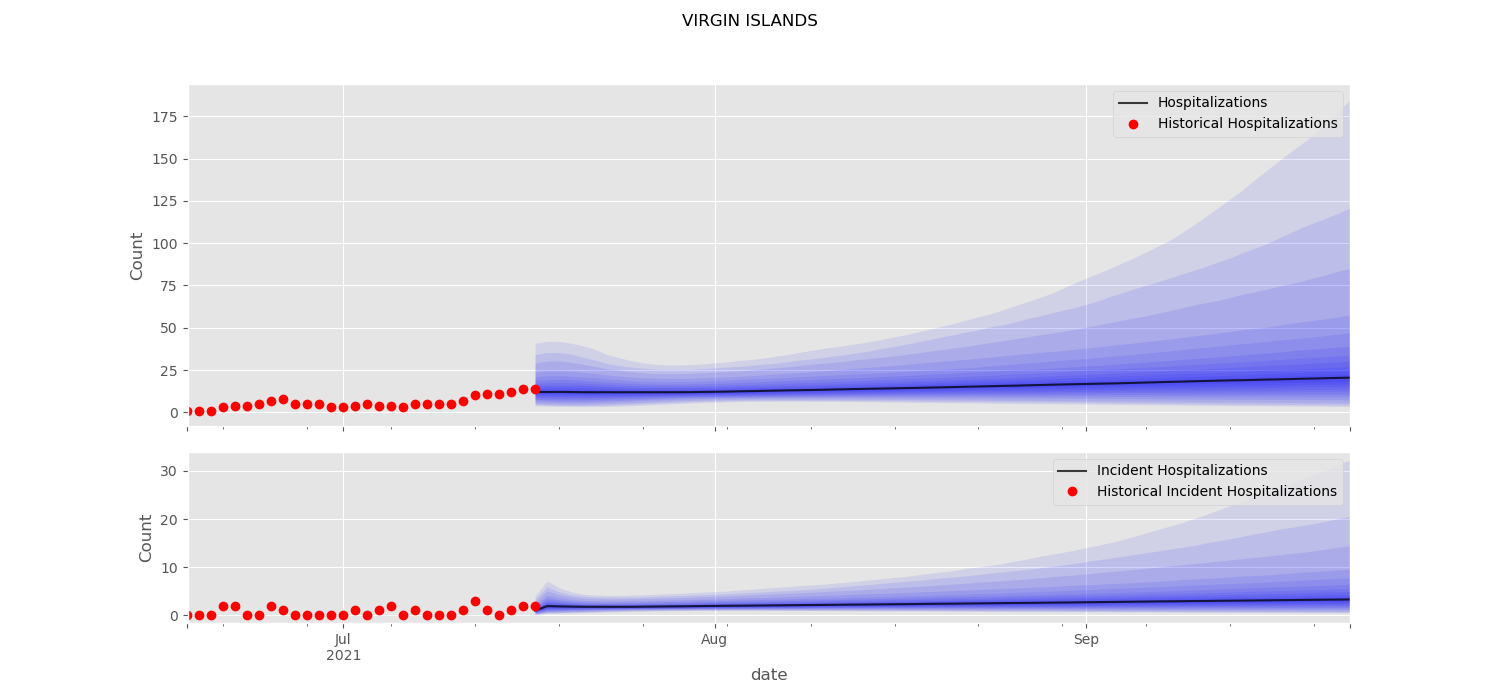 VIRGIN ISLANDS
Hospitalizations
Historical Hospitalizations
175
150
125
100
75
50
25
0
Count
Incident Hospitalizations
Historical Incident Hospitalizations
30
20
10
0
Count
Jul
2021
Aug
Sep
date